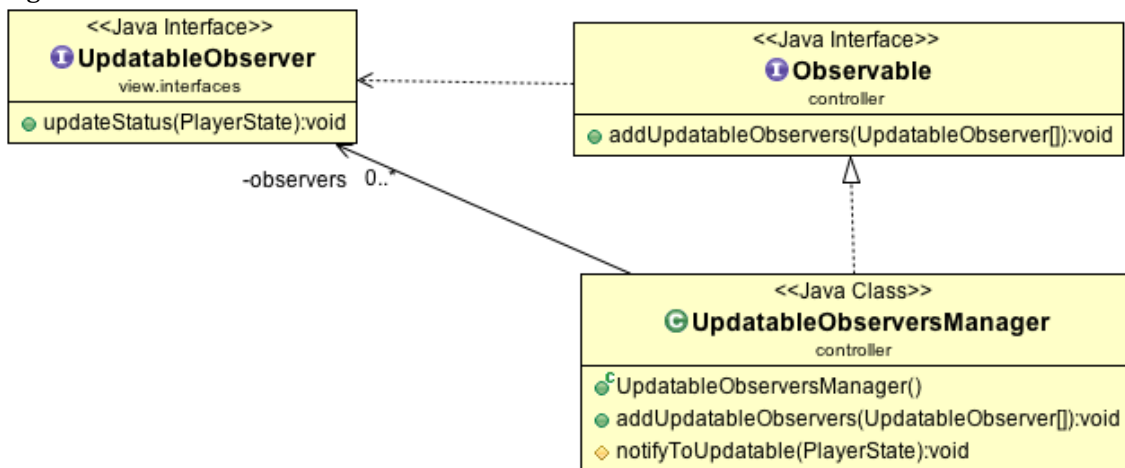 <<Java Interface>>
UpdatableObserver
view.interfaces
updateStatus(PlayerState):void
<<Java Interface>>
Observable
controller
addUpdatableObservers(UpdatableObserver[]):void
-observers 0..*
<<Java Class>>
UpdatableObserversManager
controller
UpdatableObserversManager()
addUpdatableObservers(UpdatableObserver[]):void
notifyToUpdatable(PlayerState):void